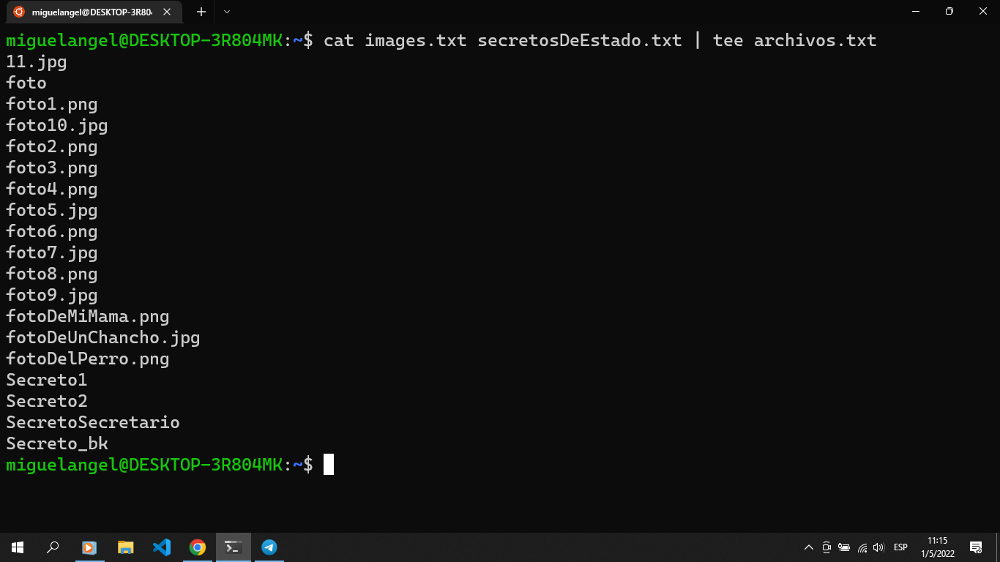 miguelangel@DESKTOP-3R804
miguelangel@DESKTOP-3R804MK:~$ cat images.txt secretosDeEstado.txt | tee archivos.txt
11.jpg
foto
foto1.png
foto10.jpg
foto2.png
foto3.png
foto4.png
foto5.jpg
foto6.png
foto7.jpg
foto8.png
foto9.jpg
fotoDeMiMama.png
fotoDeUnChancho.jpg
fotoDelPerro.png
Secreto1
Secreto2
SecretoSecretario
Secreto_bk
miguelangel@DESKTOP-3R804MK:~$
ESP
11:15
1/5/2022